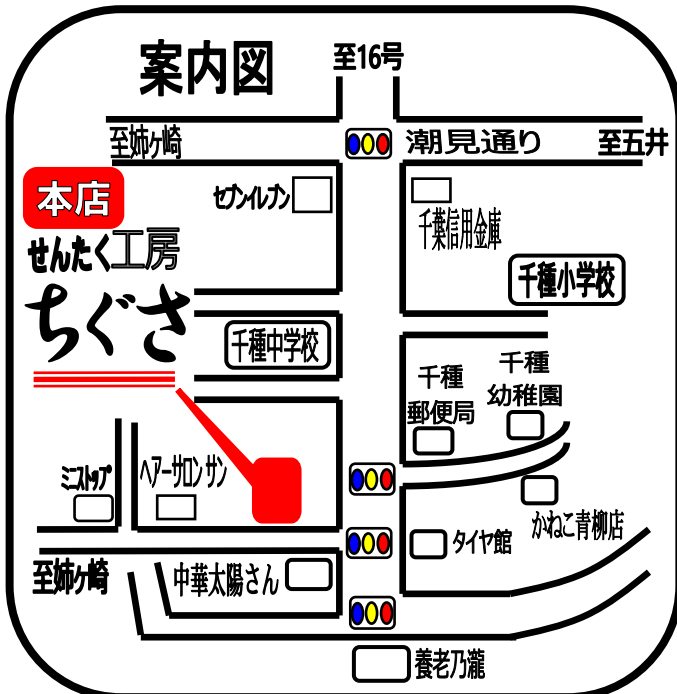 案内図
至16号
至姉ヶ崎
潮見通り
至五井
本店
セブンイレブン
千葉信用金庫
せんたく工房
ちぐさ
千種小学校
千種中学校
千種
郵便局
千種
幼稚園
ミニストップ
ヘアーサロン サン
かねこ青柳店
タイヤ館
至姉ヶ崎
中華太陽さん
養老乃瀧